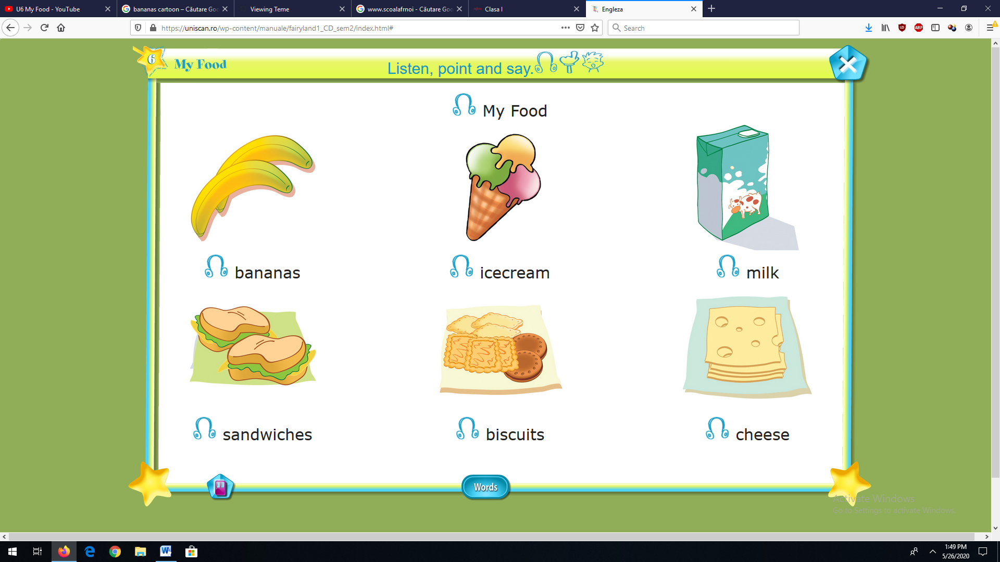 U6 My Food - YouTube
bananas cartoon – Căutare Goo
Viewing Teme
www.scoalafrnoi - Căutare Goo
Clasa I
Engleza
https://uniscan.ro/wp-content/manuale/fairyland1_CD_sem2/index.html#
Search
6
My Food
Listen, point and say.
My Food
bananas
icecream
milk
sandwiches
biscuits
cheese
Words
Activate Windows
Go to Settings to activate Windows.
1:49 PM
5/26/2020